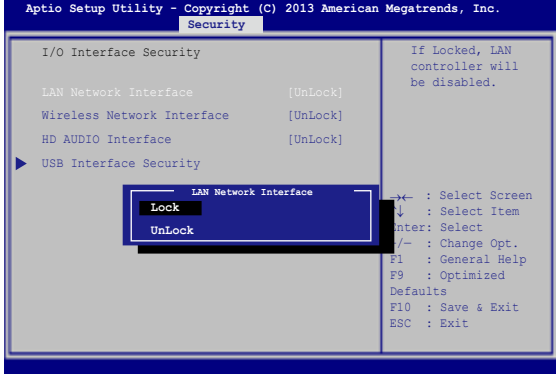 Aptio Setup Utility - Copyright (C) 2013 American Megatrends, Inc.
Security
I/O Interface Security
LAN Network Interface [UnLock]
Wireless Network Interface [UnLock]
HD AUDIO Interface [UnLock]
USB Interface Security
LAN Network Interface
Lock
UnLock
If Locked, LAN
controller will
be disabled.
→← : Select Screen
↑↓ : Select Item
Enter: Select
+/— : Change Opt.
F1 : General Help
F9 : Optimized
Defaults
F10 : Save & Exit
ESC : Exit